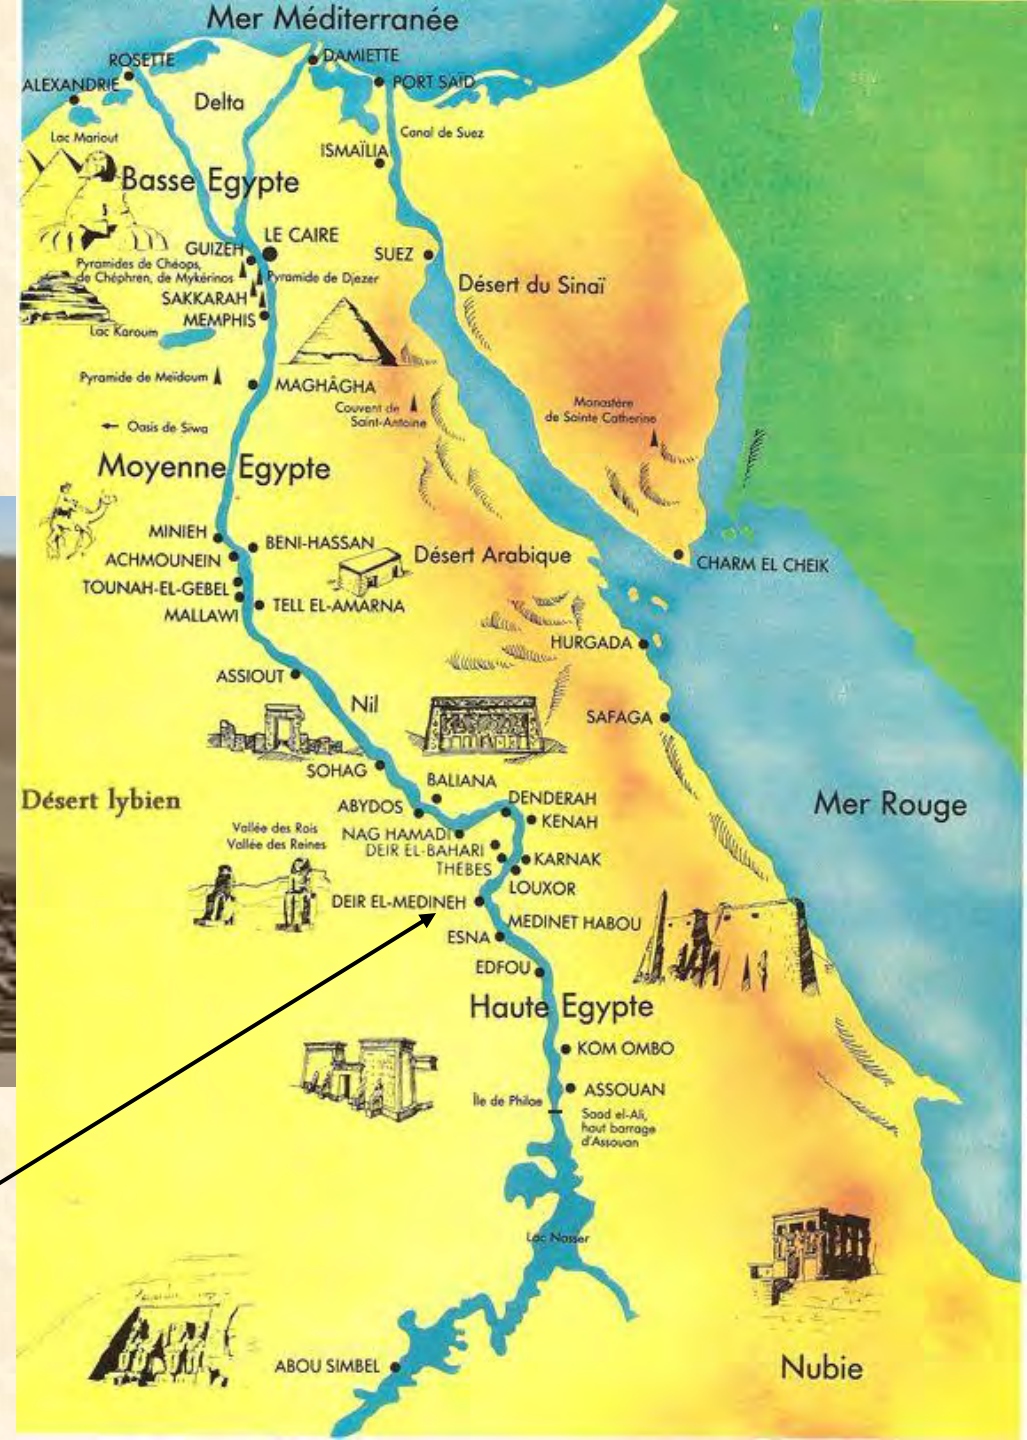 Mer Méditerranée
ROSETTE
DAMIETTE
ALEXANDRIE
PORT SAÏD
Delta
Lac Mariout
Canal de Suez
ISMAÏLIA
Basse Egypte
LE CAIRE
GUIZEH
SUEZ
Pyramides de Chéops,
de Chéphren, de Mykérinos
Pyramide de Djezer
Désert du Sinaï
SAKKARAH
MEMPHIS
Lac Karoum
Pyramide de Meïdoum
MAGHÂGHA
Couvent de
Saint-Antoine
Monastère
de Sainte Catherine
← Oasis de Siwa
Moyenne Egypte
MINIEH
BENI-HASSAN
ACHMOUNEIN
Désert Arabique
CHARM EL CHEIK
TOUNAH-EL-GEBEL
MALLAWI
TELL EL-AMARNA
HURGADA
ASSIOUT
Nil
SAFAGA
SOHAG
BALIANA
Désert lybien
ABYDOS
DENDERAH
Mer Rouge
KENAH
Vallée des Rois
Vallée des Reines
NAG HAMADI
DEIR EL-BAHARI
THEBES
KARNAK
LOUXOR
DEIR EL-MEDINEH
MEDINET HABOU
ESNA
EDFOU
Haute Egypte
KOM OMBO
ASSOUAN
Île de Philae
Saad el-Ali,
haut barrage
d'Assouan
Lac Nasser
ABOU SIMBEL
Nubie